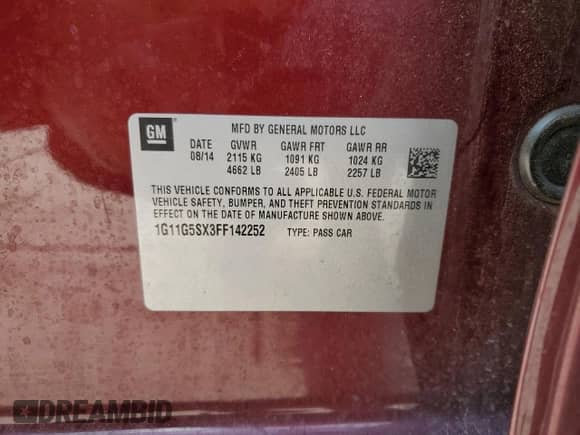 GM
MFD BY GENERAL MOTORS LLC
DATE GVWR GAWR FRT GAWR RR
08/14 2115 KG 1091 KG 1024 KG
4662 LB 2405 LB 2257 LB
THIS VEHICLE CONFORMS TO ALL APPLICABLE U.S. FEDERAL MOTOR
VEHICLE SAFETY, BUMPER, AND THEFT PREVENTION STANDARDS IN
EFFECT ON THE DATE OF MANUFACTURE SHOWN ABOVE.
1G11G5SX3FF142252 TYPE: PASS CAR
DREAMBID